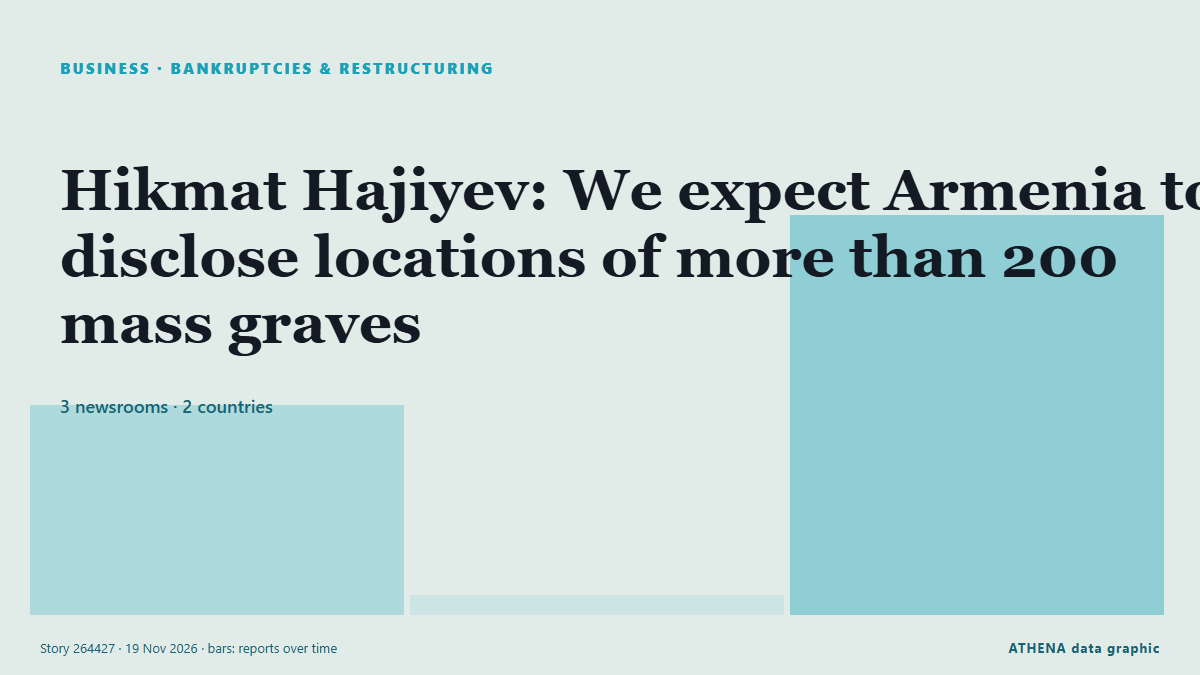 BUSINESS · BANKRUPTCIES & RESTRUCTURING
Hikmat Hajiyev: We expect Armenia to
disclose locations of more than 200
mass graves
3 newsrooms · 2 countries
Story 264427 · 19 Nov 2026 · bars: reports over time
ATHENA data graphic